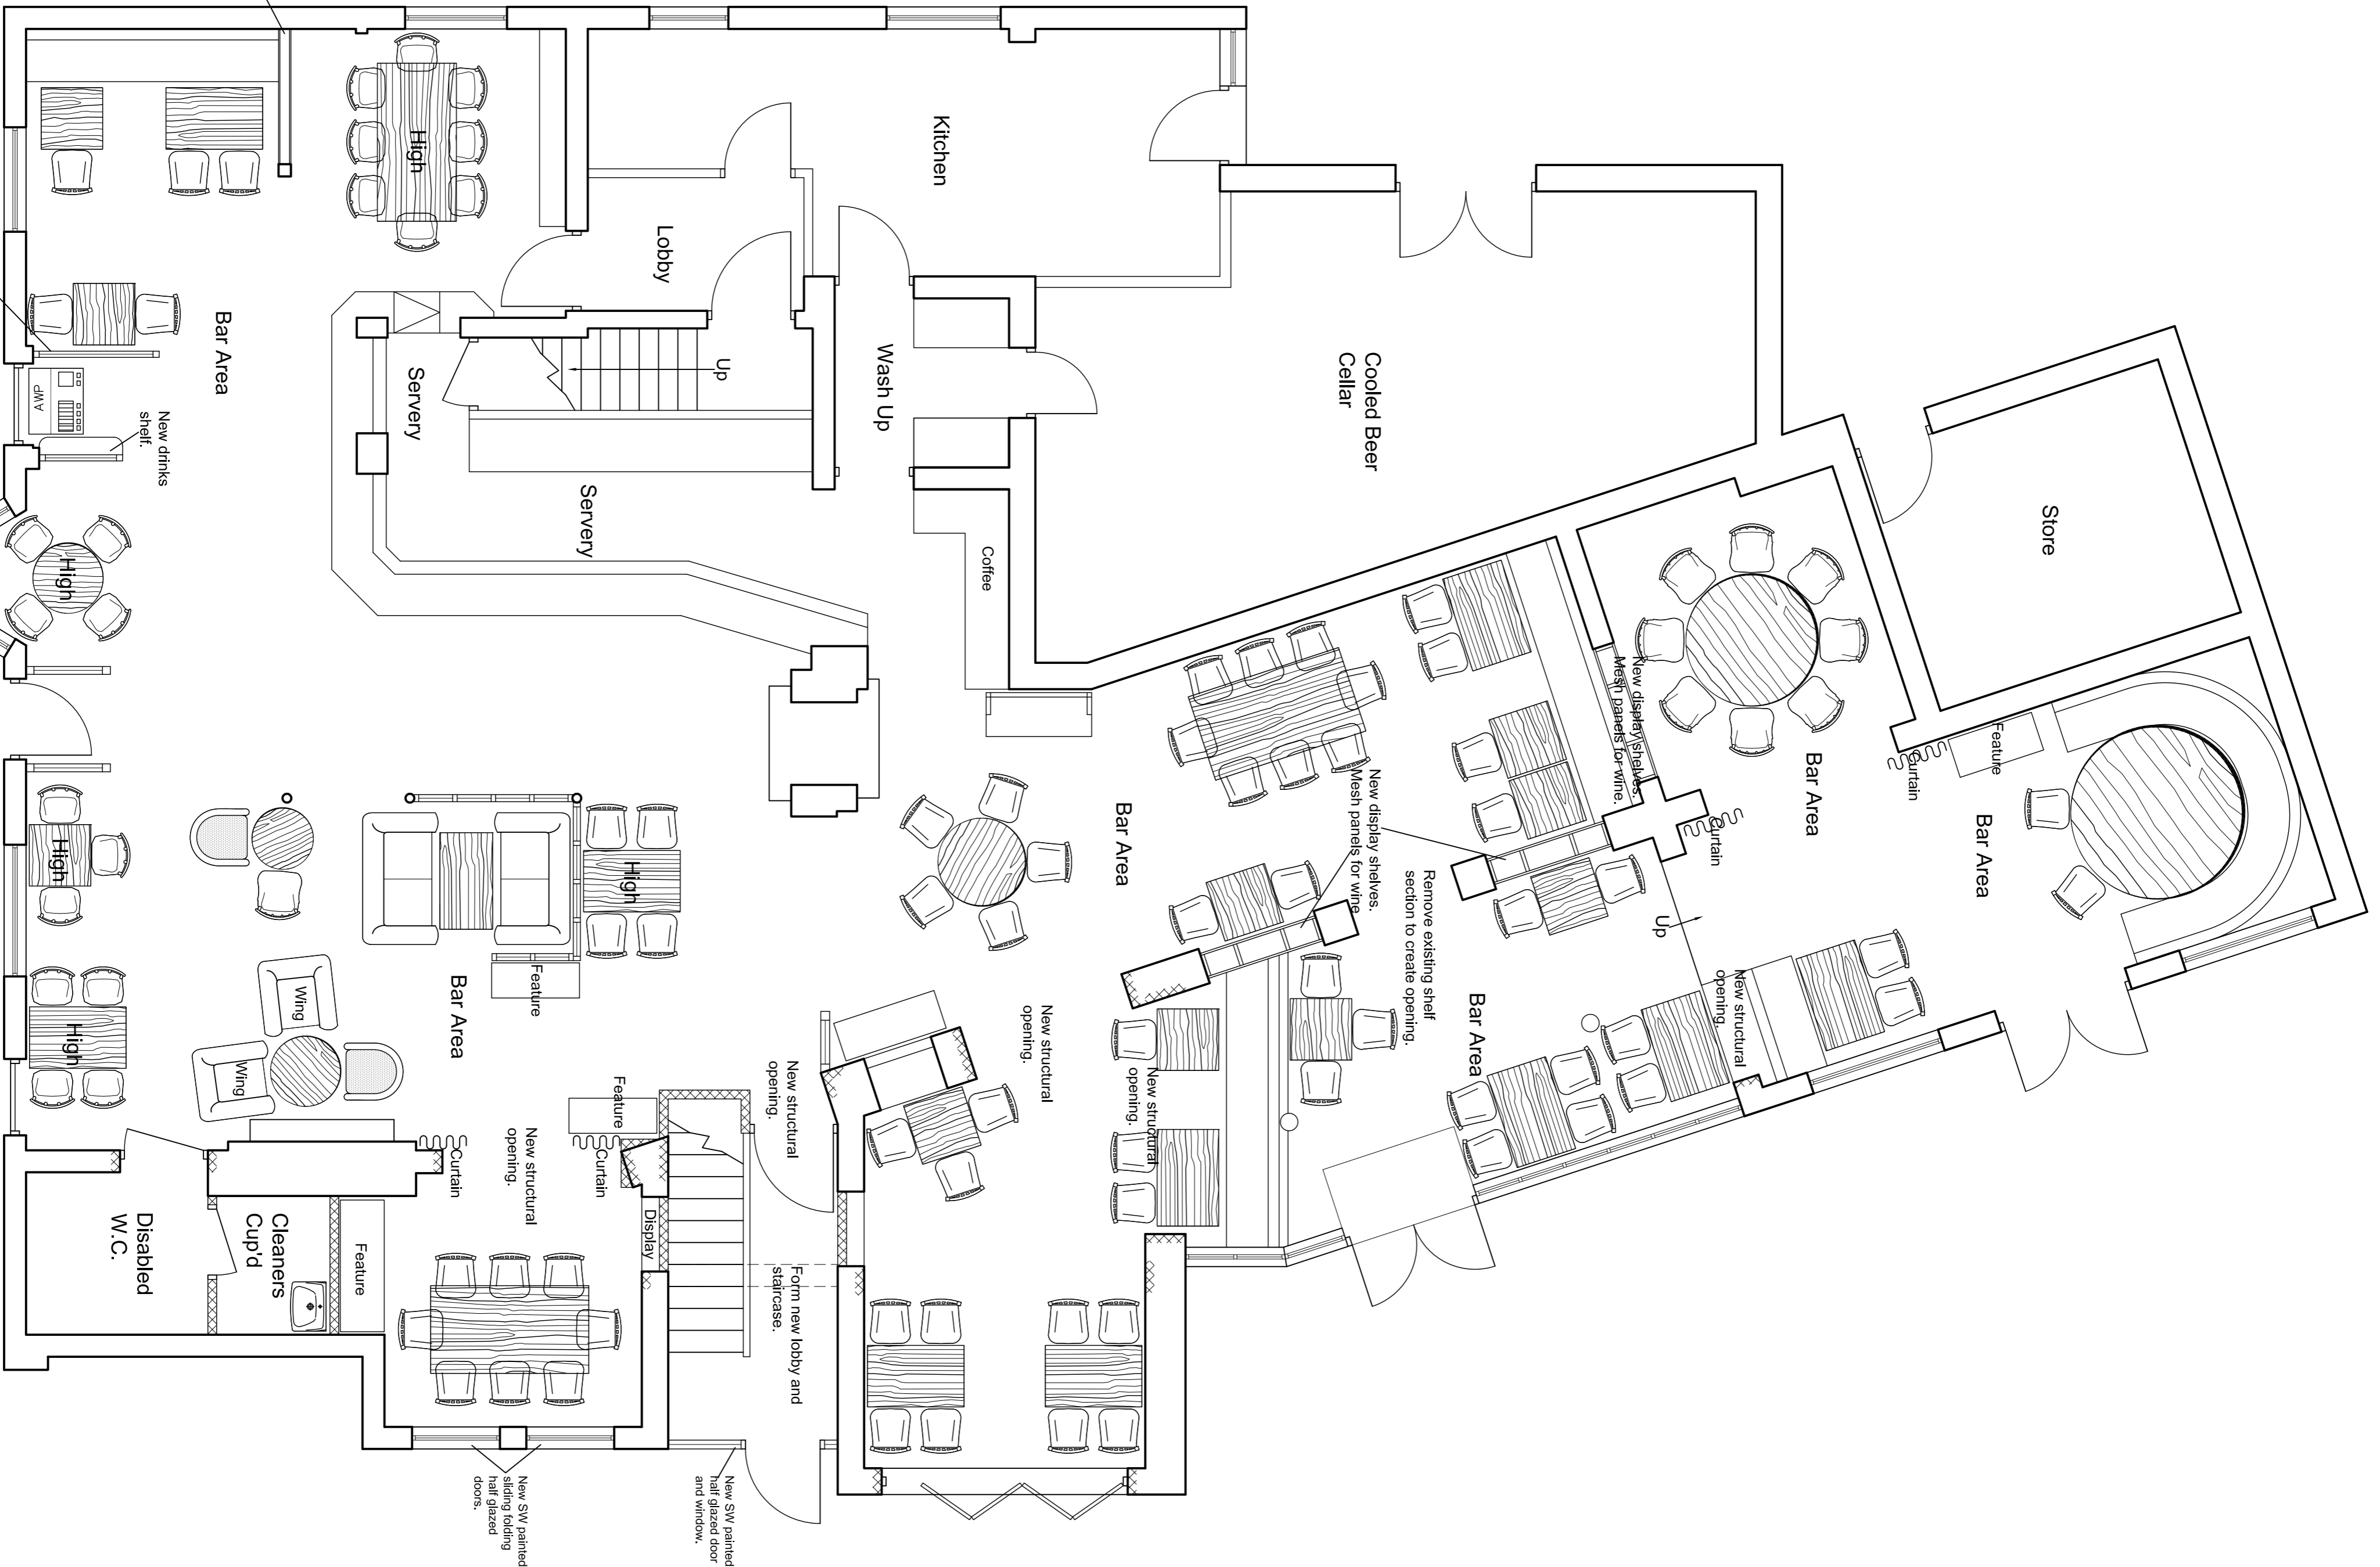 Kitchen
High
Lobby
Bar Area
Servery
Up
Wash Up
Cooled Beer
Cellar
Store
AWP
New drinks
shelf.
Servery
Coffee
High
New display shelves.
Mesh panels for wine.
Bar Area
Feature
Curtain
Bar Area
Curtain
Bar Area
New display shelves.
Mesh panels for wine
Remove existing shelf
section to create opening.
Up
New structural
opening.
Bar Area
High
High
Feature
Bar Area
Wing
Wing
High
New structural
opening.
New structural
opening.
New structural
opening.
Feature
Curtain
Curtain
New structural
opening.
Display
Disabled
W.C.
Cleaners
Cup'd
Feature
Form new lobby and
staircase.
New SW painted
sliding folding
half glazed
doors.
New SW painted
half glazed door
and window.